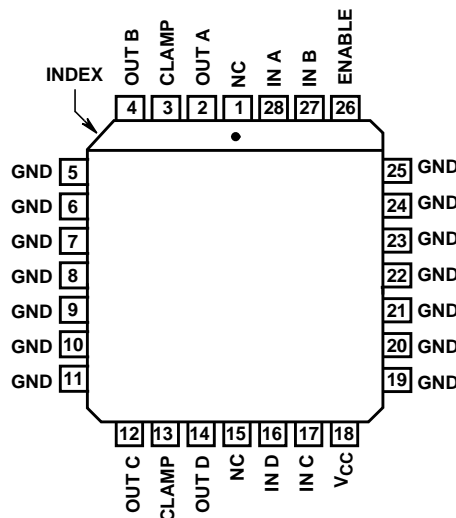 INDEX
OUT B
CLAMP
OUT A
NC
IN A
IN B
ENABLE
4
3
2
1
28
27
26
GND 5
GND 6
GND 7
GND 8
GND 9
GND 10
GND 11
25 GND
24 GND
23 GND
22 GND
21 GND
20 GND
19 GND
12
13
14
15
16
17
18
OUT C
CLAMP
OUT D
NC
IN D
IN C
VCC